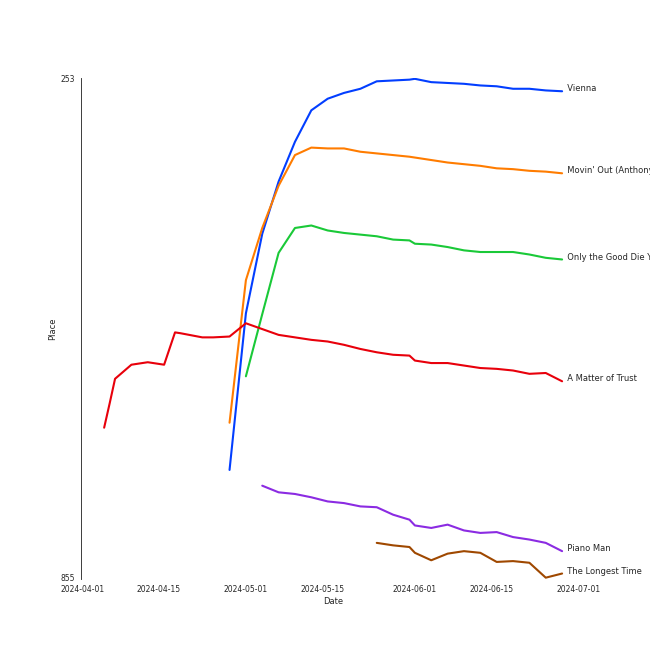 253
Vienna
Movin' Out (Anthony
Only the Good Die Y
Place
A Matter of Trust
Piano Man
The Longest Time
855
2024-04-01 2024-04-15 2024-05-01 2024-05-15 2024-06-01 2024-06-15 2024-07-01
Date